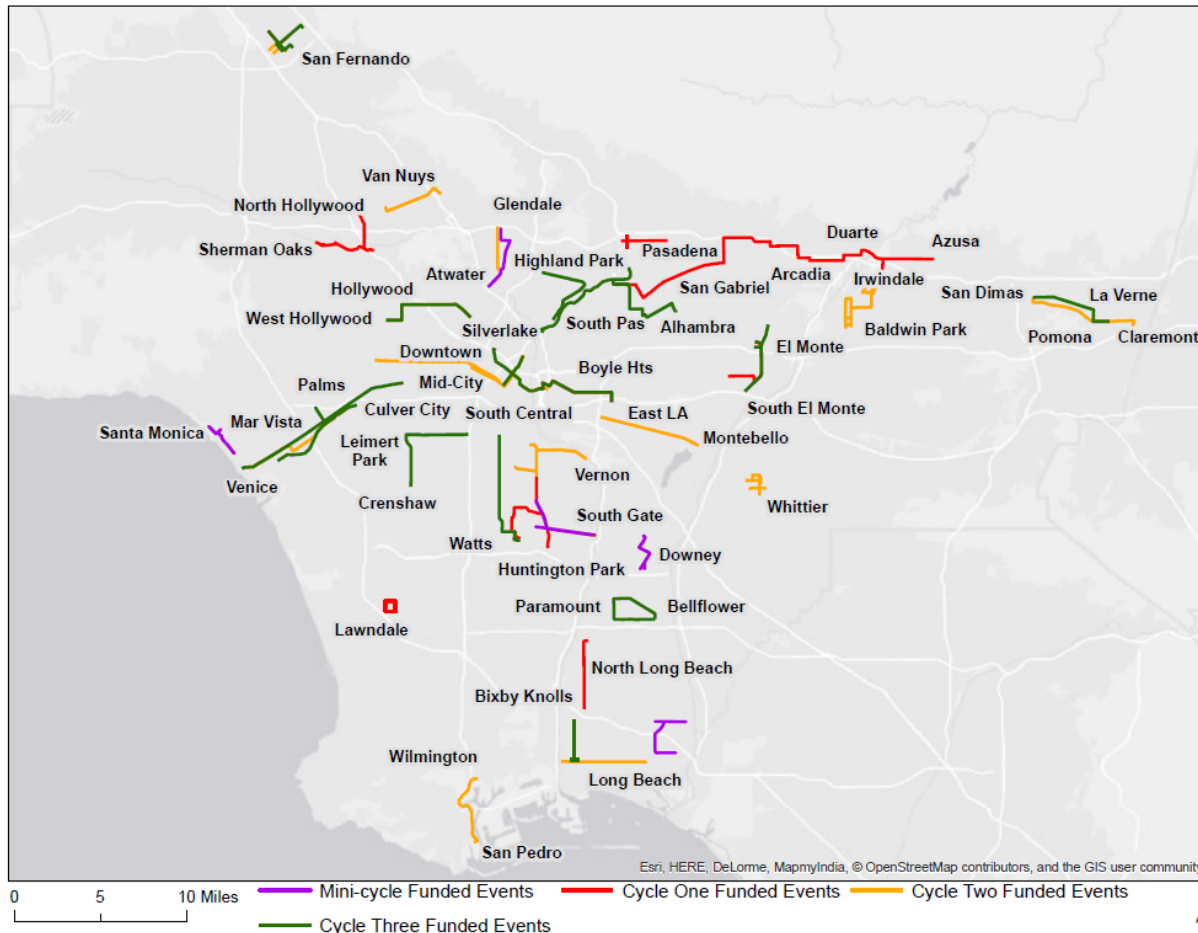 San Fernando
Van Nuys
North Hollywood
Glendale
Sherman Oaks
Highland Park
Pasadena
Duarte
Azusa
Atwater
Arcadia
Irwindale
Hollywood
San Gabriel
San Dimas
La Verne
West Hollywood
Silverlake
South Pas
Alhambra
Baldwin Park
Pomona
Claremont
Downtown
El Monte
Mid-City
Boyle Hts
Palms
South El Monte
Culver City
South Central
East LA
Mar Vista
Santa Monica
Leimert
Park
Montebello
Vernon
Venice
Crenshaw
Whittier
South Gate
Watts
Downey
Huntington Park
Paramount
Bellflower
Lawndale
North Long Beach
Bixby Knolls
Wilmington
Long Beach
San Pedro
Esri, HERE, DeLorme, MapmyIndia, © OpenStreetMap contributors, and the GIS user community
0 5 10 Miles
Mini-cycle Funded Events
Cycle One Funded Events
Cycle Two Funded Events
Cycle Three Funded Events